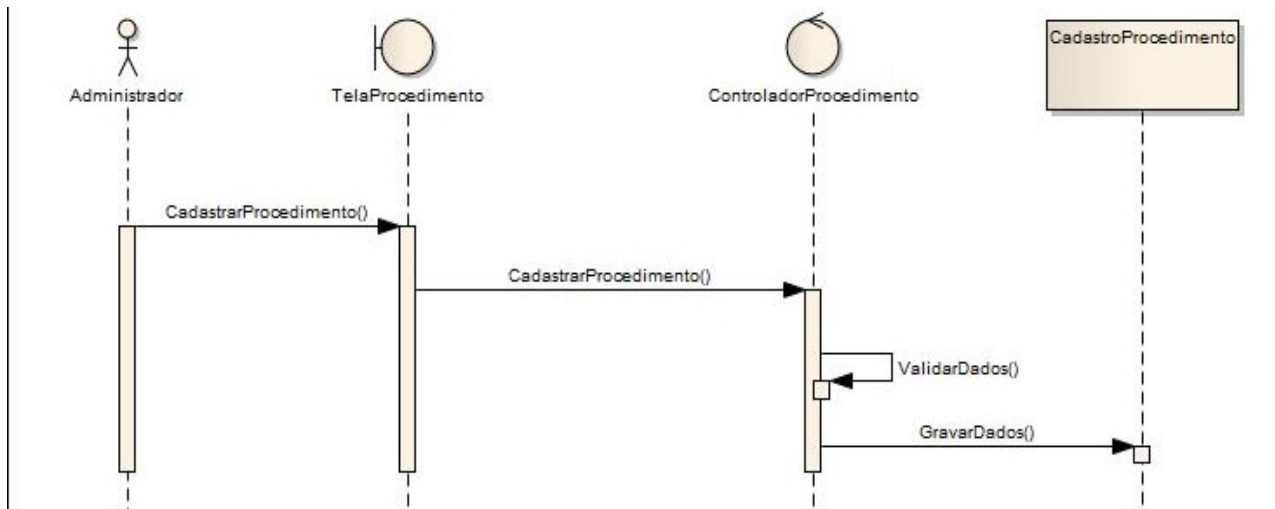 Administrador
TelaProcedimento
ControladorProcedimento
CadastroProcedimento
CadastrarProcedimento()
CadastrarProcedimento()
ValidarDados()
GravarDados()